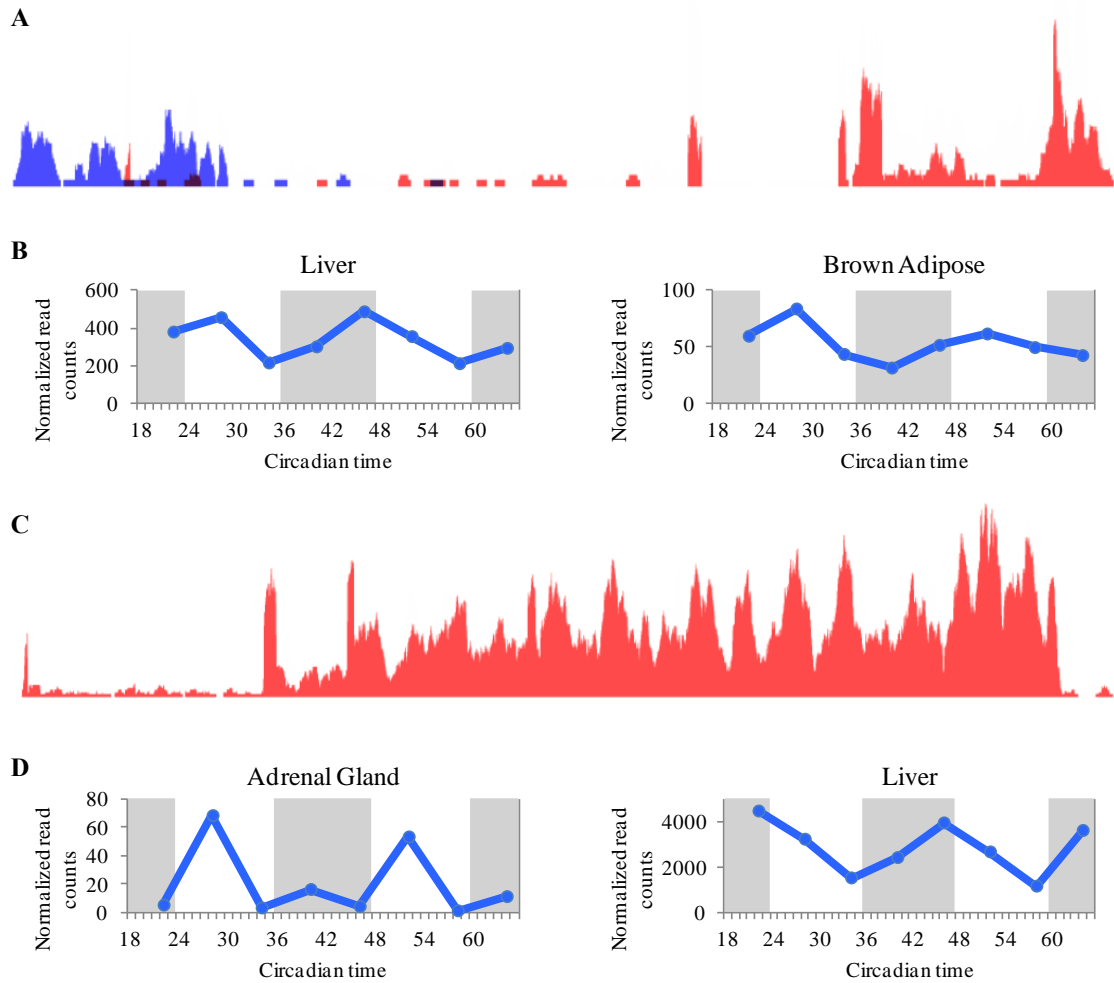 A
B
Liver
Normalized read
counts
600
400
200
0
18 24 30 36 42 48 54 60
Circadian time
Brown Adipose
Normalized read
counts
100
50
0
18 24 30 36 42 48 54 60
Circadian time
C
D
Adrenal Gland
Normalized read
counts
80
60
40
20
0
18 24 30 36 42 48 54 60
Circadian time
Liver
Normalized read
counts
4000
2000
0
18 24 30 36 42 48 54 60
Circadian time